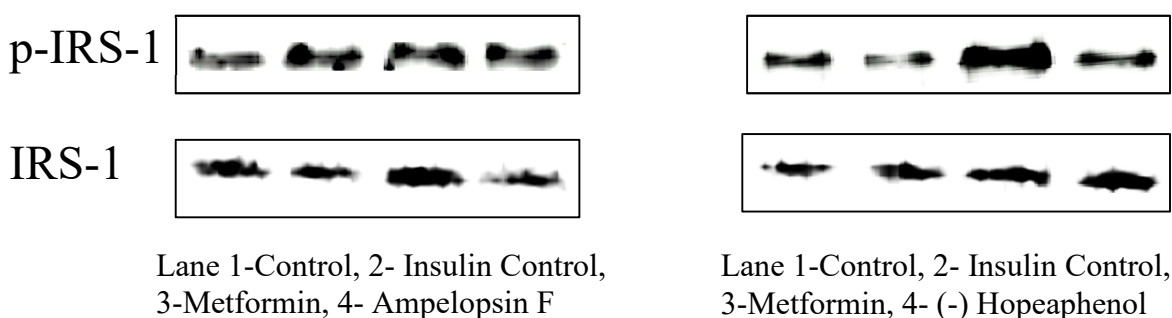 p-IRS-1
IRS-1
Lane 1-Control, 2- Insulin Control,
3-Metformin, 4- Ampelopsin F
Lane 1-Control, 2- Insulin Control,
3-Metformin, 4- (-) Hopeaphenol